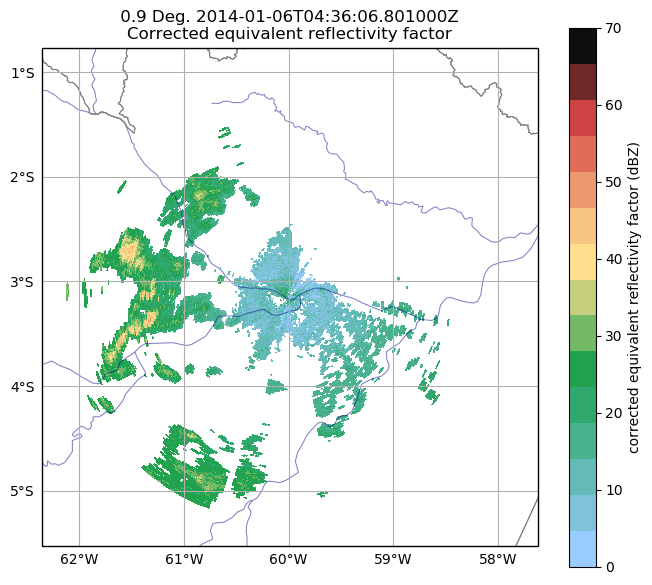 0.9 Deg. 2014-01-06T04:36:06.801000Z
Corrected equivalent reflectivity factor
1°S
2°S
3°S
4°S
5°S
62°W
61°W
60°W
59°W
58°W
70
60
50
40
30
20
10
0
corrected equivalent reflectivity factor (dBZ)